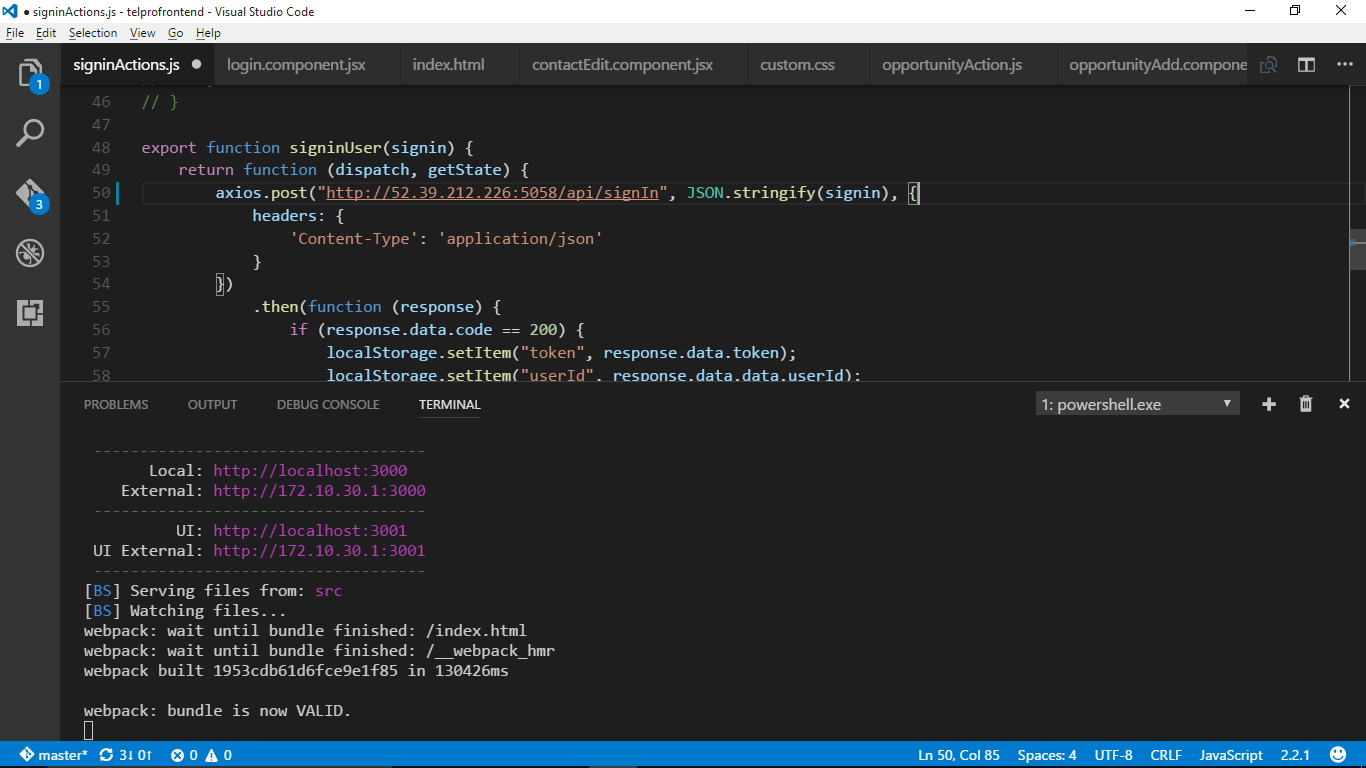 ● signinActions.js - telprofrontend - Visual Studio Code
File Edit Selection View Go Help
signinActions.js ● login.component.jsx index.html contactEdit.component.jsx custom.css opportunityAction.js opportunityAdd.compone
1
3
46 // }
47
48 export function signinUser(signin) {
49 return function (dispatch, getState) {
50 axios.post("http://52.39.212.226:5058/api/signIn", JSON.stringify(signin), {
51 headers: {
52 'Content-Type': 'application/json'
53 }
54 })
55 .then(function (response) {
56 if (response.data.code == 200) {
57 localStorage.setItem("token", response.data.token);
58 localStorage.setItem("userId", response.data.data.userId);
PROBLEMS OUTPUT DEBUG CONSOLE TERMINAL 1: powershell.exe
-------------------------------------
Local: http://localhost:3000
External: http://172.10.30.1:3000
-------------------------------------
UI: http://localhost:3001
UI External: http://172.10.30.1:3001
-------------------------------------
[BS] Serving files from: src
[BS] Watching files...
webpack: wait until bundle finished: /index.html
webpack: wait until bundle finished: /__webpack_hmr
webpack built 1953cdb61d6fce9e1f85 in 130426ms
webpack: bundle is now VALID.
master* 3↓ 0↑ 0 0 Ln 50, Col 85 Spaces: 4 UTF-8 CRLF JavaScript 2.2.1